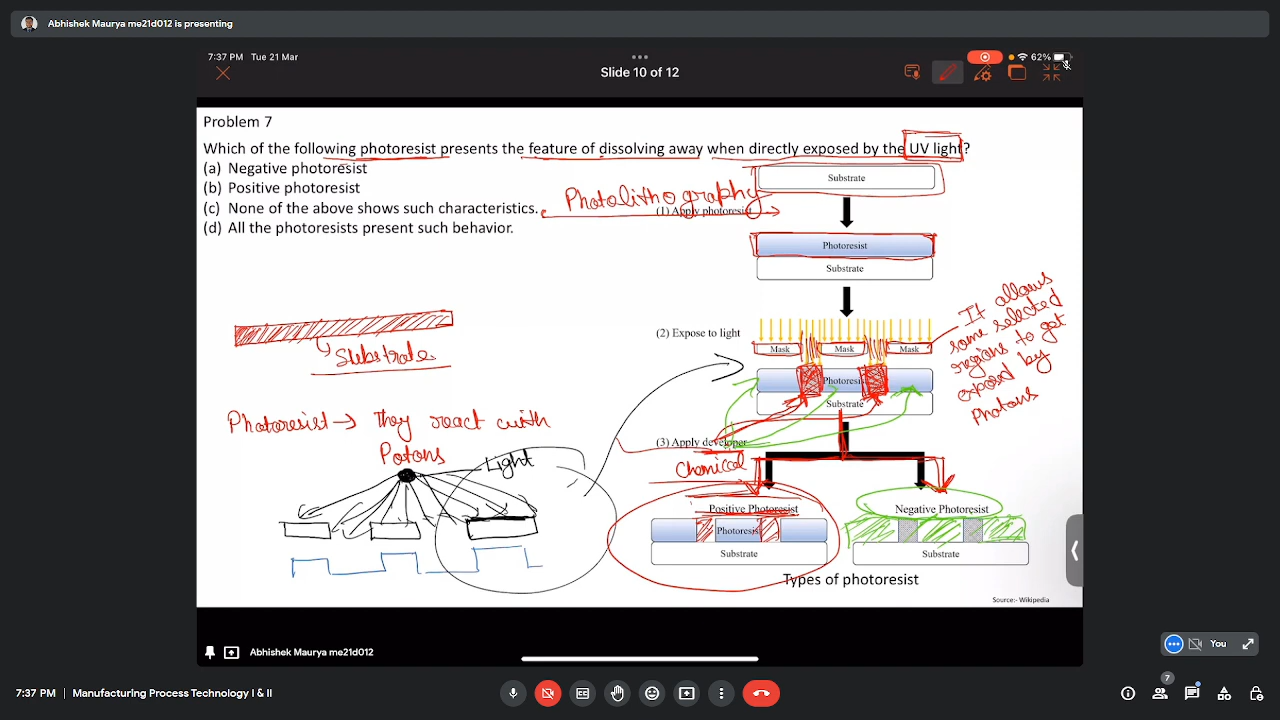 Abhishek Maurya me21d012 is presenting
7:37 PM Tue 21 Mar
62%
Slide 10 of 12
Problem 7
Which of the following photoresist presents the feature of dissolving away when directly exposed by the UV light?
(a) Negative photoresist
(b) Positive photoresist
(c) None of the above shows such characteristics.
(d) All the photoresists present such behavior.
Photolithography
Substrate
(1) Apply photoresist
Photoresist
Substrate
(2) Expose to light
Mask
Mask
Mask
It allows
some selected
regions to get
exposed by
Photons
Photoresist
Substrate
Substrate
Photoresist → They react with
Potons
Light
(3) Apply developer
Chemical
Positive Photoresist
Photoresist
Substrate
Negative Photoresist
Substrate
Types of photoresist
Source:- Wikipedia
Abhishek Maurya me21d012
You
7:37 PM | Manufacturing Process Technology I & II
7